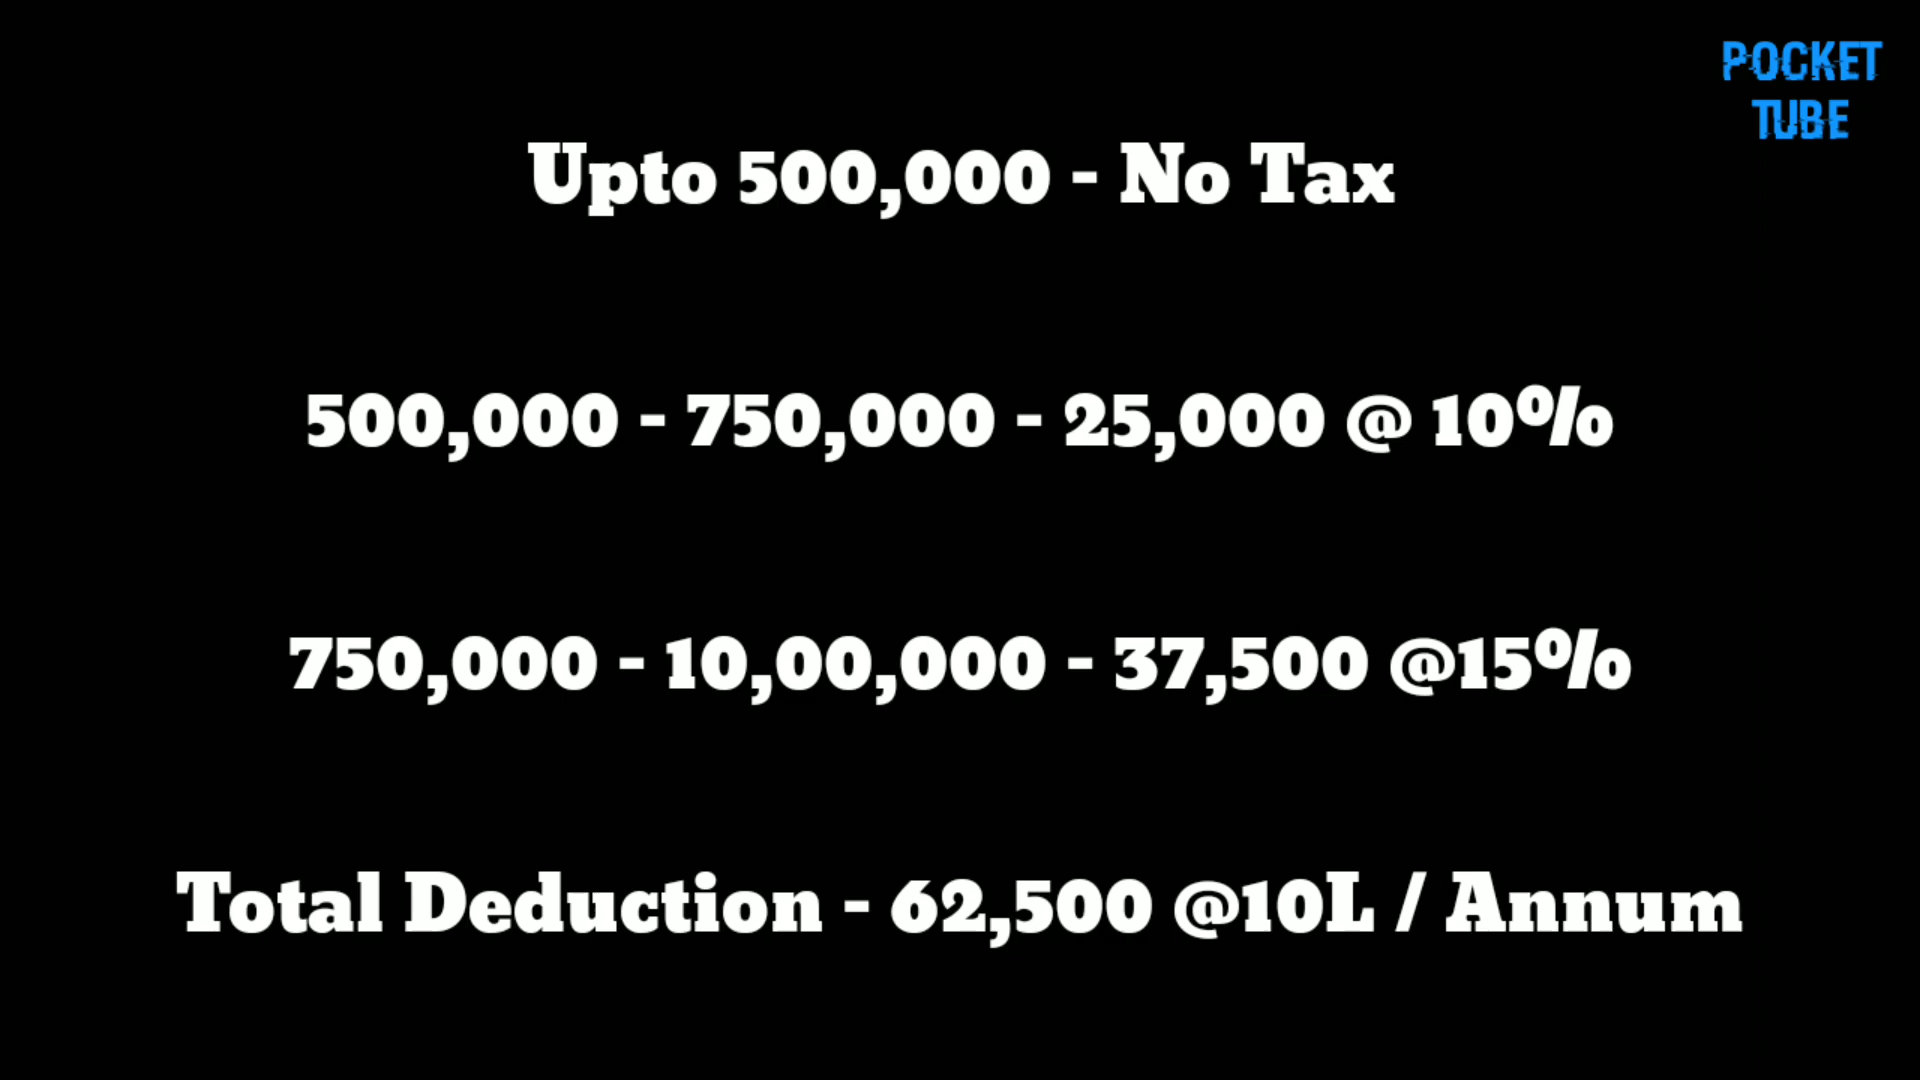 POCKET
TUBE
Upto 500,000 - No Tax
500,000 - 750,000 - 25,000 @ 10%
750,000 - 10,00,000 - 37,500 @15%
Total Deduction - 62,500 @10L / Annum